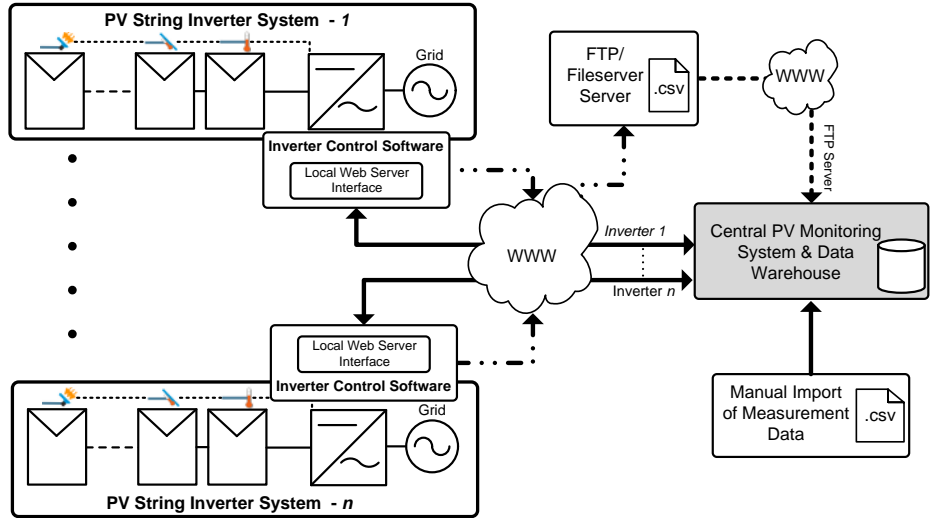 PV String Inverter System - 1
Grid
Inverter Control Software
Local Web Server
Interface
FTP/
Fileserver
Server
.csv
WWW
FTP Server
WWW
Inverter 1
Inverter n
Central PV Monitoring
System & Data
Warehouse
Local Web Server
Interface
Inverter Control Software
Grid
PV String Inverter System - n
Manual Import
of Measurement
Data
.csv